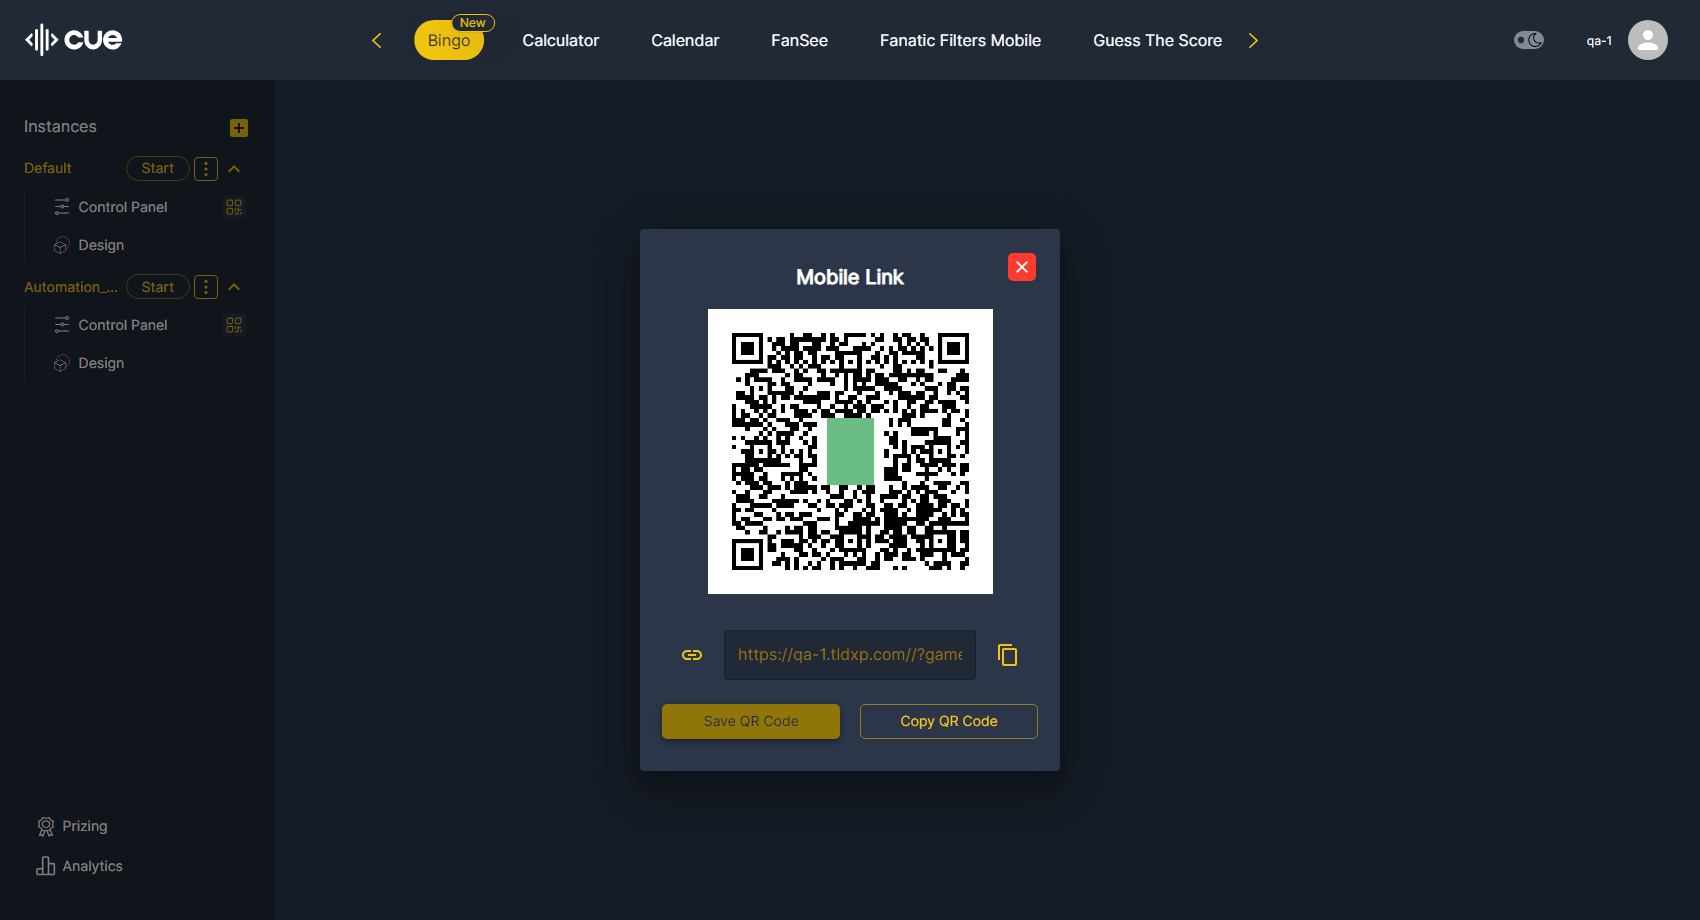 cue
Bingo
New
Calculator
Calendar
FanSee
Fanatic Filters Mobile
Guess The Score
qa-1
Instances
Default
Start
Control Panel
Design
Automation_...
Start
Control Panel
Design
Prizing
Analytics
Mobile Link
https://qa-1.tldxp.com//?game
Save QR Code
Copy QR Code